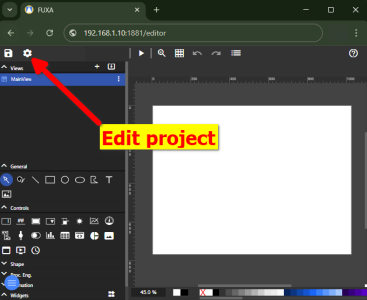 FUXA
192.168.1.10:1881/editor
Views
MainView
Edit project
General
Controls
Shape
Proc. Eng.
Widgets
45.0 %